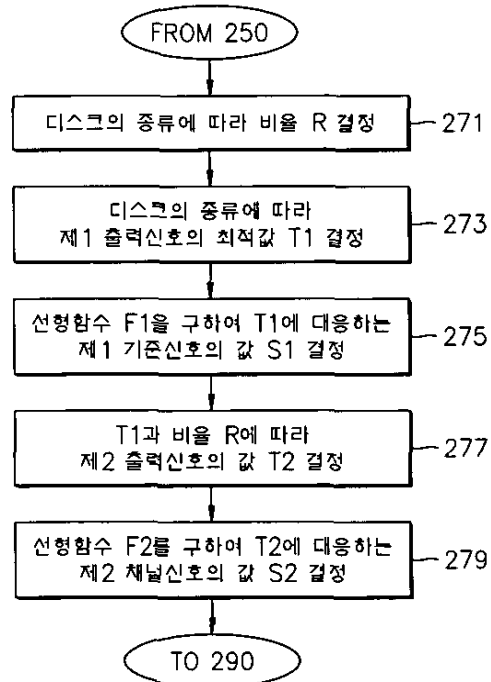 FROM 250
디스크의 종류에 따라 비율 R 결정
271
디스크의 종류에 따라
제1 출력신호의 최적값 T1 결정
273
선형함수 F1을 구하여 T1에 대응하는
제1 기준신호의 값 S1 결정
275
T1과 비율 R에 따라
제2 출력신호의 값 T2 결정
277
선형함수 F2를 구하여 T2에 대응하는
제2 채널신호의 값 S2 결정
279
TO 290